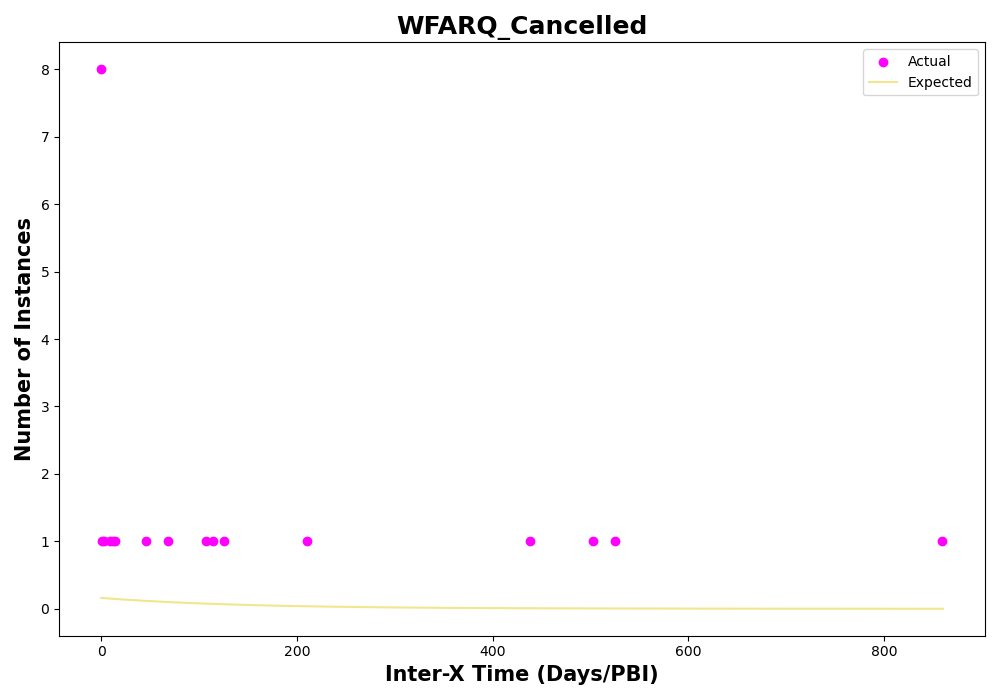 WFARQ_Cancelled
Actual
Expected
8
7
6
5
4
3
2
1
0
Number of Instances
0 200 400 600 800
Inter-X Time (Days/PBI)